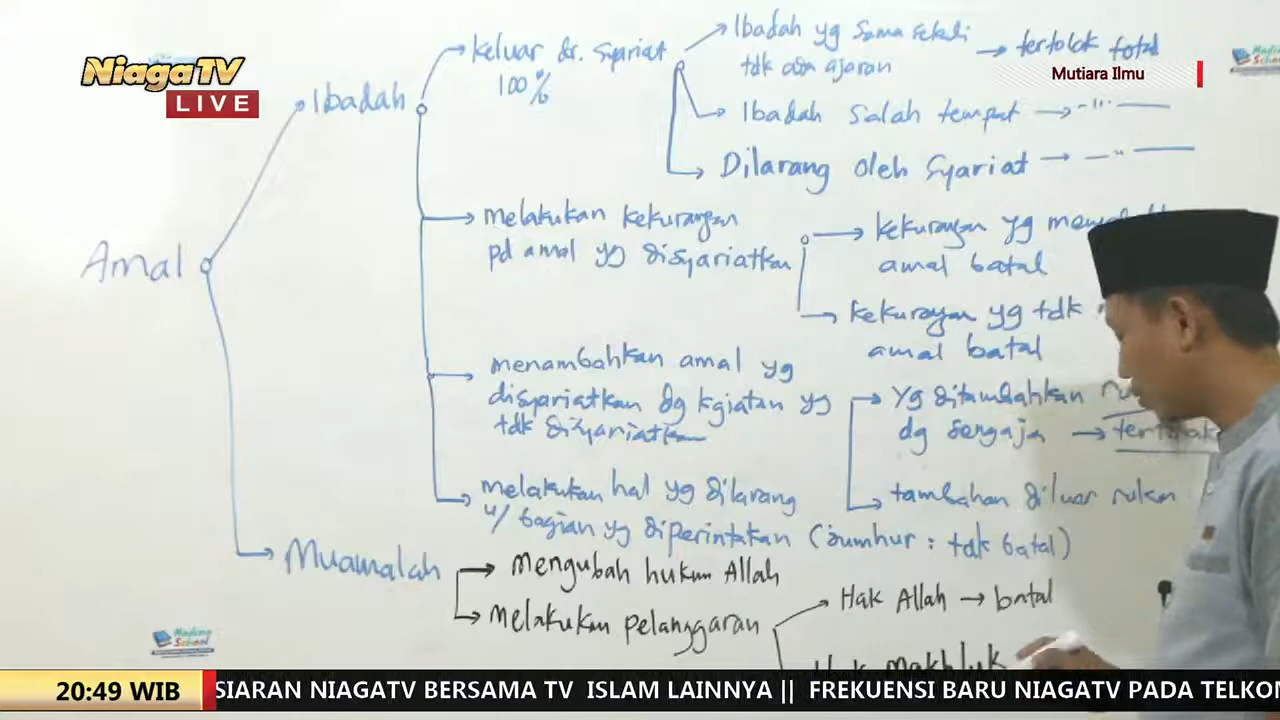 NiagaTV
LIVE
Mutiara Ilmu
Amal
Ibadah
keluar dr. syariat
100%
Ibadah yg sama sekali
tdk ada ajaran
→ tertolak total
Ibadah salah tempat → -"-
Dilarang oleh syariat → -"-
melakukan kekurangan
pd amal yg disyariatkan
kekurangan yg
amal batal
kekurangan yg tdk
amal batal
menambahkan amal yg
disyariatkan dg kgiatan yg
tdk disyariatkan
Yg ditambahkan
dg sengaja →
tambahan diluar rukun
melakukan hal yg dilarang
u/ bagian yg diperintakan (Jumhur : tdk batal)
Muamalah
mengubah hukum Allah
melakukan pelanggaran
Hak Allah → batal
Hak Makhluk
Mading
School
20:49 WIB
SIARAN NIAGATV BERSAMA TV ISLAM LAINNYA || FREKUENSI BARU NIAGATV PADA TELKO